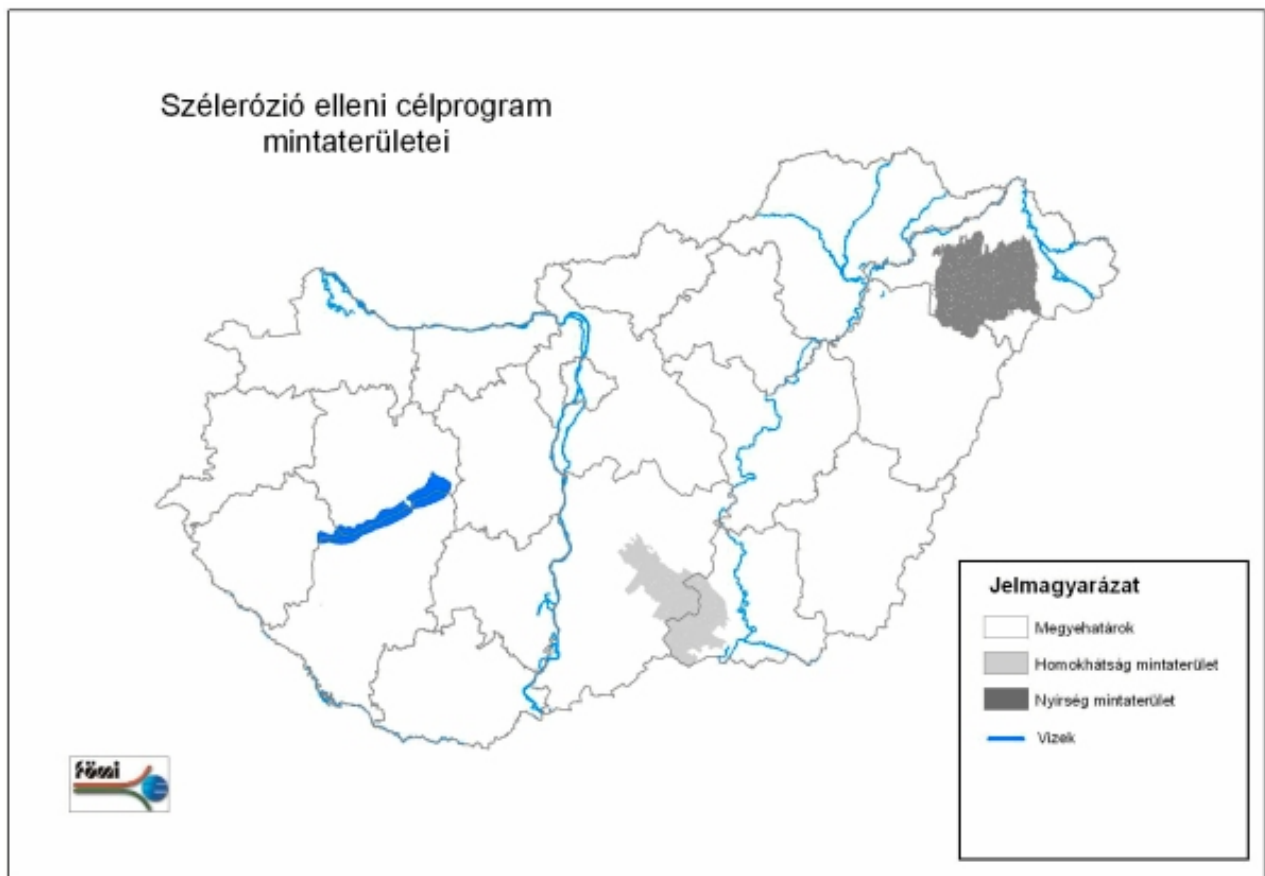 Szélerózió elleni célprogram
mintaterületei
Jelmagyarázat
Megyehatárok
Homokhátság mintaterület
Nyírség mintaterület
Vizek
Fömi